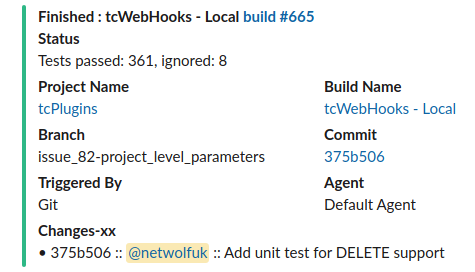 Finished : tcWebHooks - Local build #665
Status
Tests passed: 361, ignored: 8
Project Name
Build Name
tcPlugins
tcWebHooks - Local
Branch
Commit
issue_82-project_level_parameters
375b506
Triggered By
Agent
Git
Default Agent
Changes-xx
• 375b506 :: @netwolfuk :: Add unit test for DELETE support